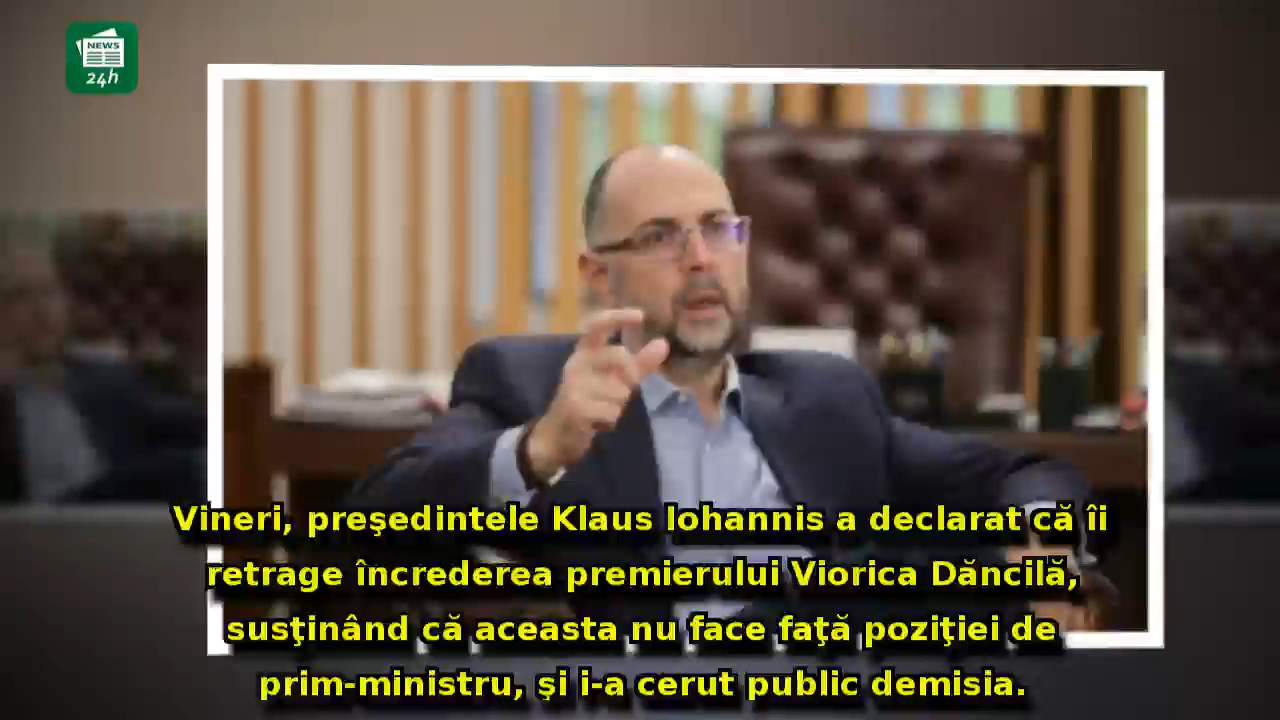 NEWS
24h
Vineri, preşedintele Klaus Iohannis a declarat că îi
retrage încrederea premierului Viorica Dăncilă,
susţinând că aceasta nu face faţă poziţiei de
prim-ministru, şi i-a cerut public demisia.